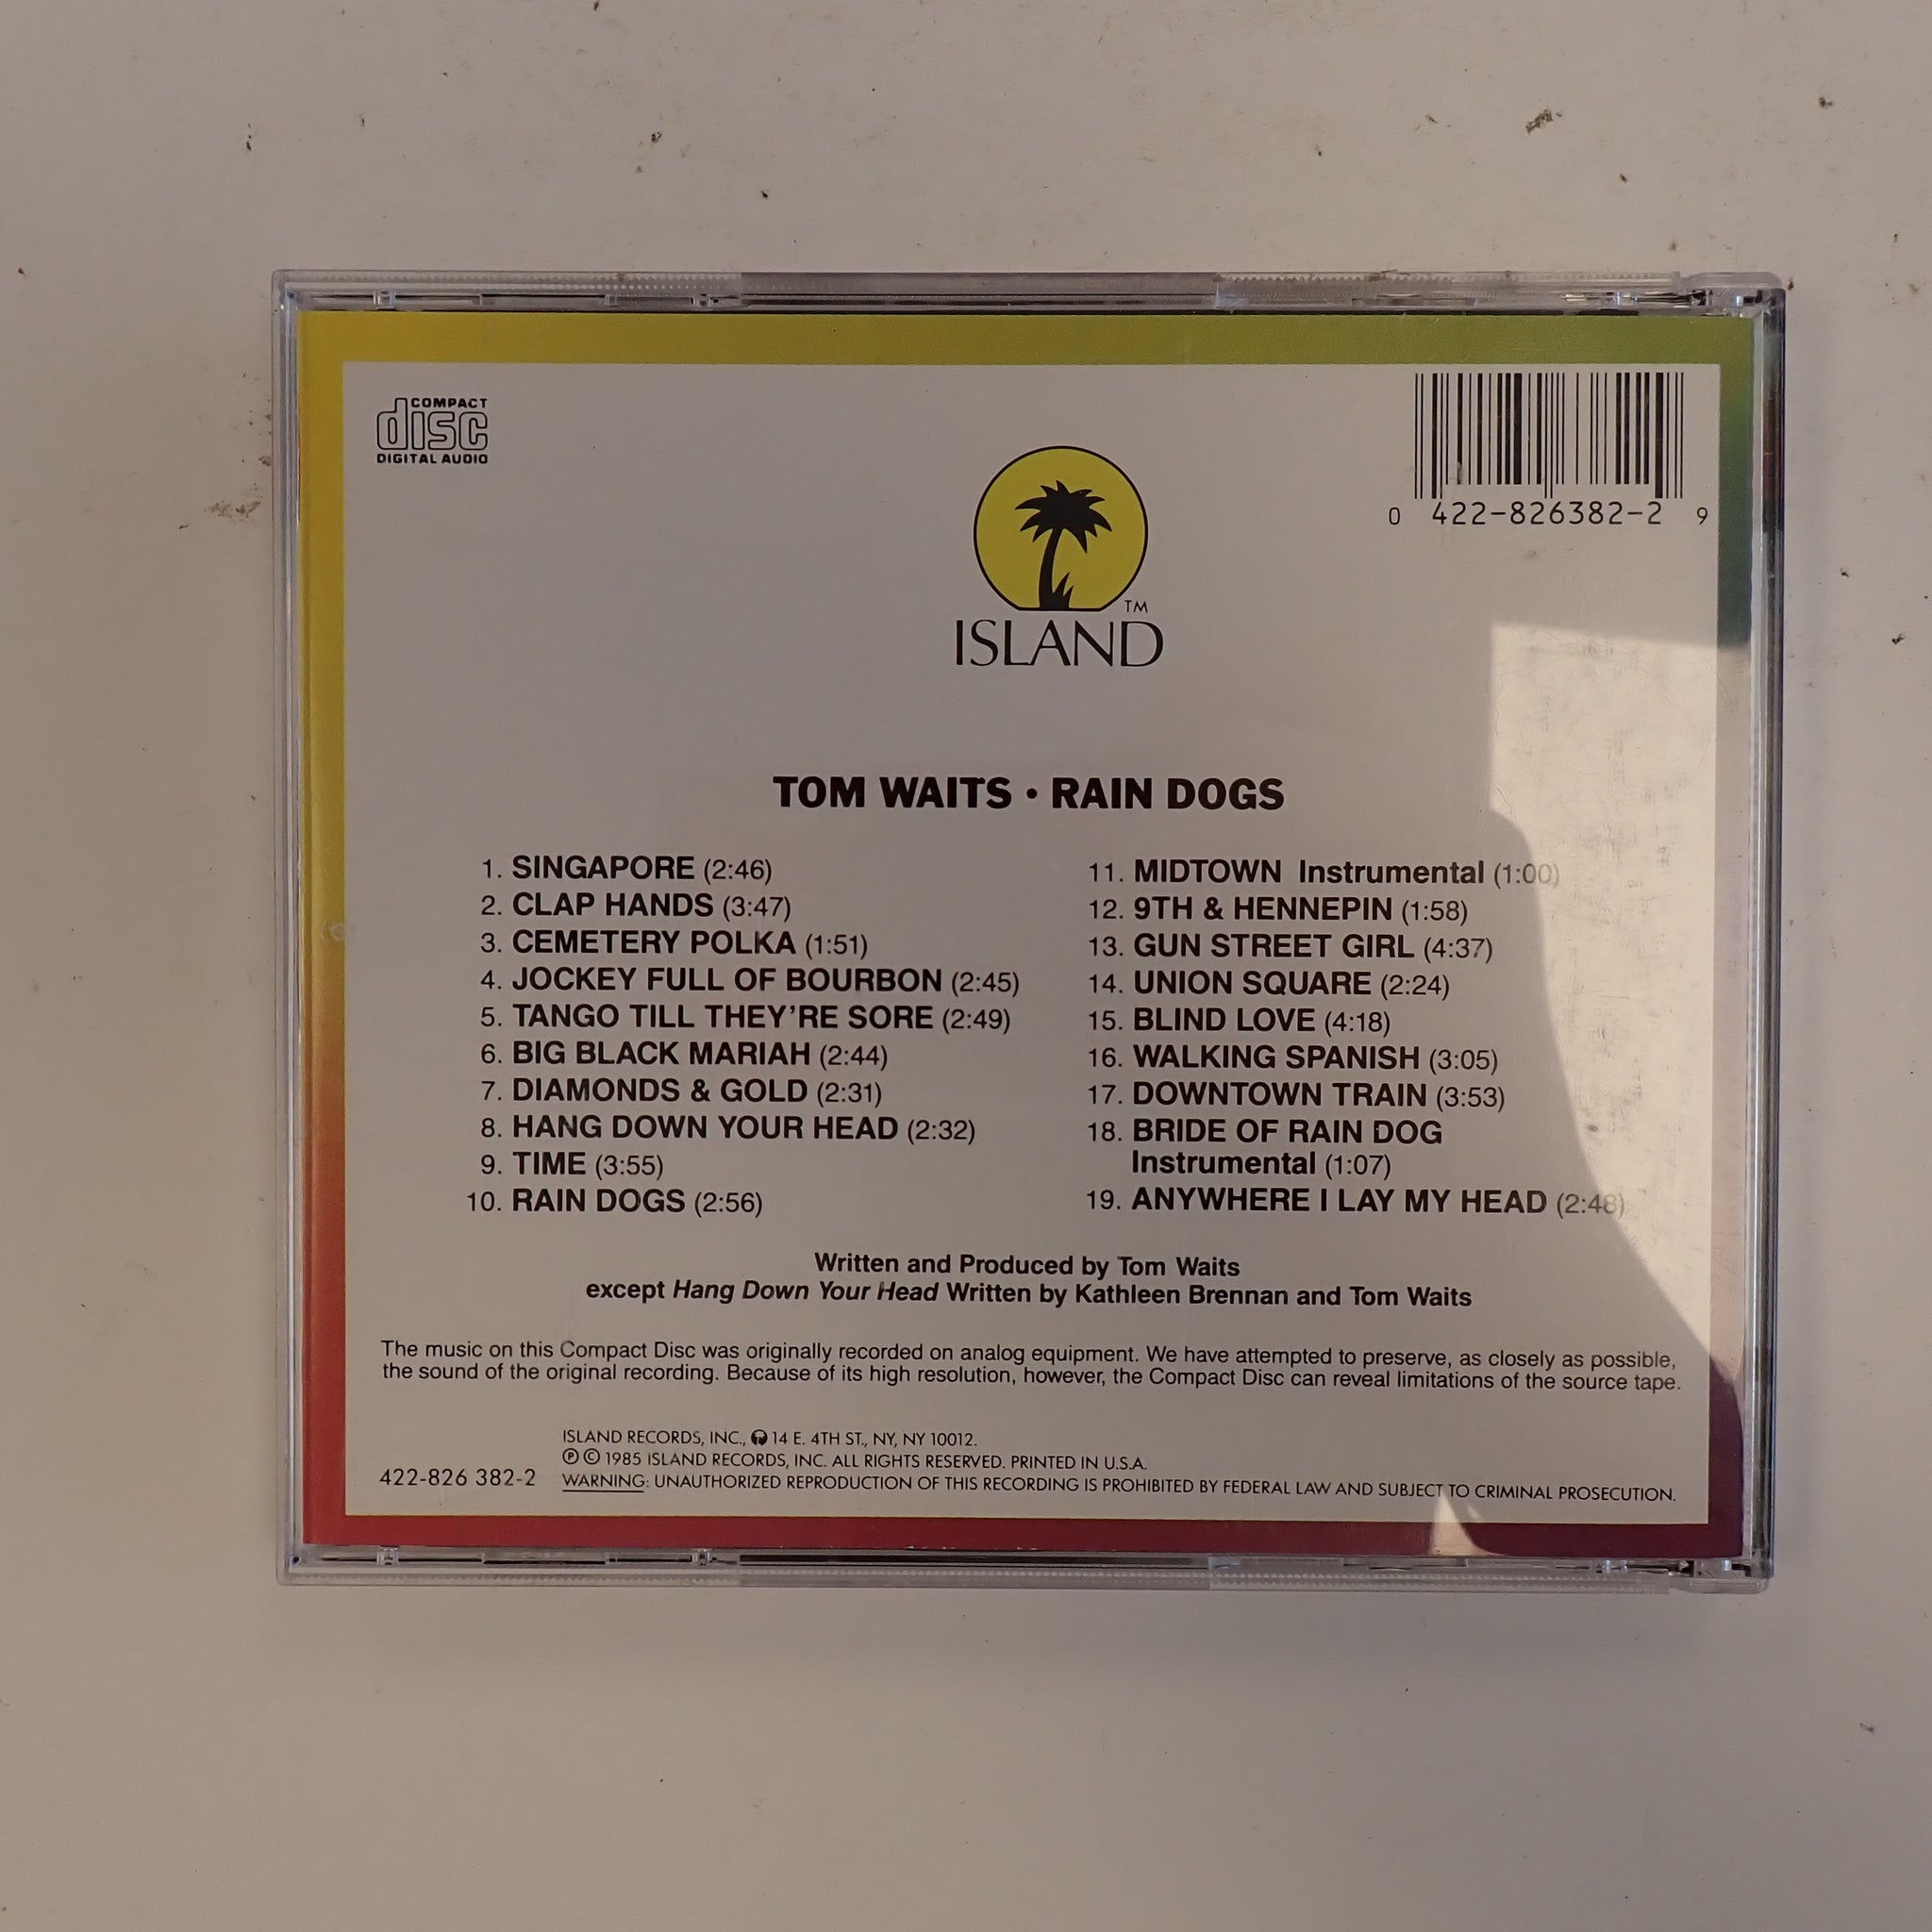 COMPACT
disc
DIGITAL AUDIO
0 422-826382-2 9
TM
ISLAND
TOM WAITS • RAIN DOGS
1. SINGAPORE (2:46)
2. CLAP HANDS (3:47)
3. CEMETERY POLKA (1:51)
4. JOCKEY FULL OF BOURBON (2:45)
5. TANGO TILL THEY'RE SORE (2:49)
6. BIG BLACK MARIAH (2:44)
7. DIAMONDS & GOLD (2:31)
8. HANG DOWN YOUR HEAD (2:32)
9. TIME (3:55)
10. RAIN DOGS (2:56)
11. MIDTOWN Instrumental (1:00)
12. 9TH & HENNEPIN (1:58)
13. GUN STREET GIRL (4:37)
14. UNION SQUARE (2:24)
15. BLIND LOVE (4:18)
16. WALKING SPANISH (3:05)
17. DOWNTOWN TRAIN (3:53)
18. BRIDE OF RAIN DOG
Instrumental (1:07)
19. ANYWHERE I LAY MY HEAD (2:48)
Written and Produced by Tom Waits
except Hang Down Your Head Written by Kathleen Brennan and Tom Waits
The music on this Compact Disc was originally recorded on analog equipment. We have attempted to preserve, as closely as possible,
the sound of the original recording. Because of its high resolution, however, the Compact Disc can reveal limitations of the source tape.
ISLAND RECORDS, INC., 14 E. 4TH ST., NY, NY 10012.
℗ © 1985 ISLAND RECORDS, INC. ALL RIGHTS RESERVED. PRINTED IN U.S.A.
422-826 382-2 WARNING: UNAUTHORIZED REPRODUCTION OF THIS RECORDING IS PROHIBITED BY FEDERAL LAW AND SUBJECT TO CRIMINAL PROSECUTION.